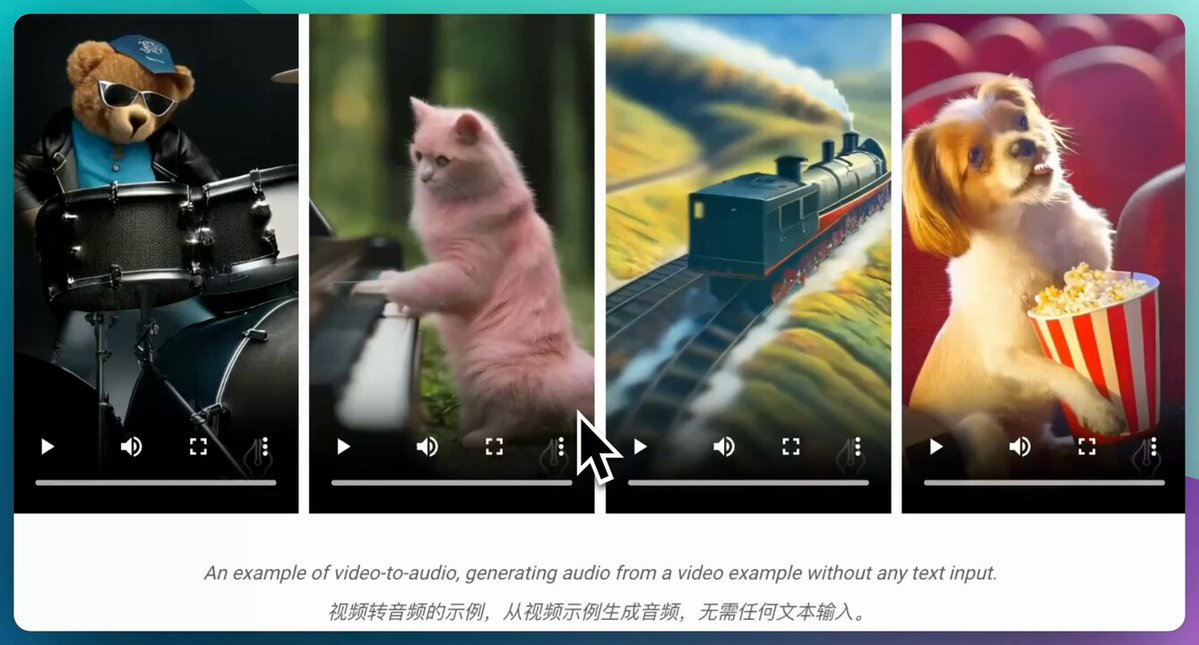 An example of video-to-audio, generating audio from a video example without any text input.
视频转音频的示例，从视频示例生成音频，无需任何文本输入。